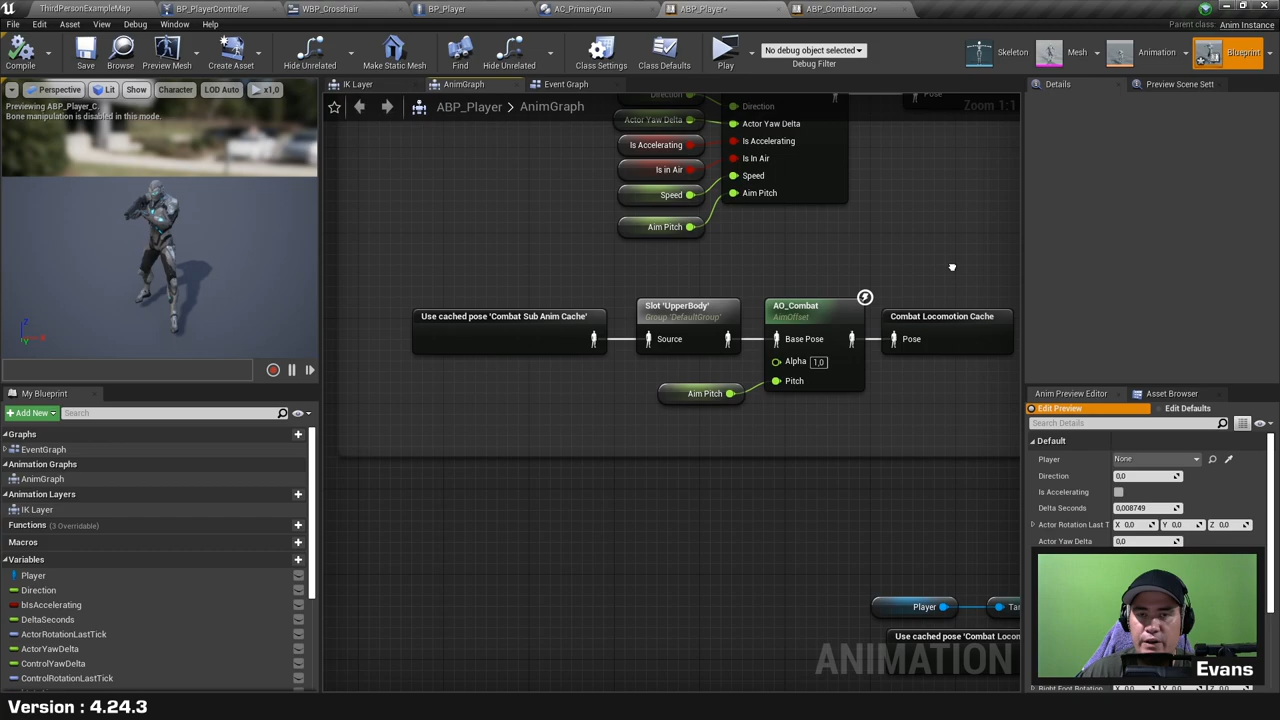 ThirdPersonExampleMap
BP_PlayerController
WBP_Crosshair
BP_Player
AC_PrimaryGun
ABP_Player•
ABP_CombatLoco•
File
Edit
Asset
View
Debug
Window
Help
Parent class:
Anim Instance
Compile
Save
Browse
Preview Mesh
Create Asset
Hide Unrelated
Make Static Mesh
Find
Hide Unrelated
Class Settings
Class Defaults
Play
No debug object selected
Debug Filter
Skeleton
Mesh
Animation
Blueprint
Perspective
Lit
Show
Character
LOD Auto
x1,0
Previewing ABP_Player_C.
Bone manipulation is disabled in this mode.
IK Layer
AnimGraph
Event Graph
ABP_Player
AnimGraph
Zoom 1:1
Direction
Direction
Pose
Actor Yaw Delta
Actor Yaw Delta
Is Accelerating
Is Accelerating
Is in Air
Is In Air
Speed
Speed
Aim Pitch
Aim Pitch
Use cached pose 'Combat Sub Anim Cache'
Slot 'UpperBody'
Group 'DefaultGroup'
Source
AO_Combat
AimOffset
Base Pose
Alpha 1,0
Pitch
Combat Locomotion Cache
Pose
Aim Pitch
Player
Use cached pose 'Combat Locon
ANIMATION
My Blueprint
Add New
Search
Graphs
EventGraph
Animation Graphs
AnimGraph
Animation Layers
IK Layer
Functions (3 Overridable)
Macros
Variables
Player
Direction
bIsAccelerating
DeltaSeconds
ActorRotationLastTick
ActorYawDelta
ControlYawDelta
ControlRotationLastTick
Details
Preview Scene Sett
Anim Preview Editor
Asset Browser
Edit Preview
Edit Defaults
Search Details
Default
Player None
Direction 0,0
Is Accelerating
Delta Seconds 0,008749
Actor Rotation Last T X 0,0 Y 0,0 Z 0,0
Actor Yaw Delta 0,0
Evans
Version : 4.24.3